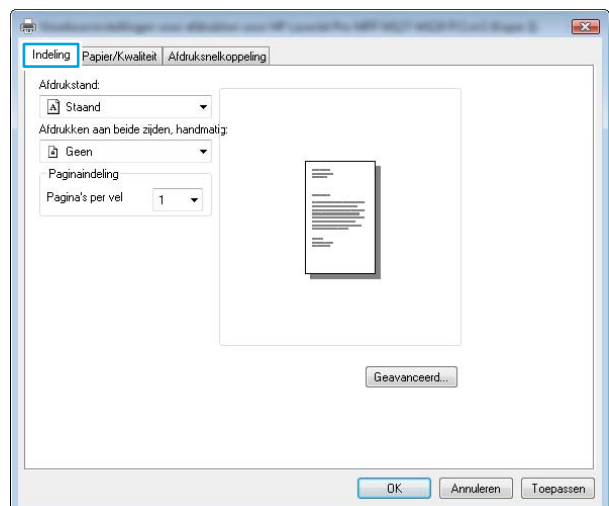 Indeling Papier/Kwaliteit Afdruksnelkoppeling
Afdrukstand:
A Staand
Afdrukken aan beide zijden, handmatig:
Geen
Paginaindeling
Pagina's per vel 1
Geavanceerd...
OK Annuleren Toepassen